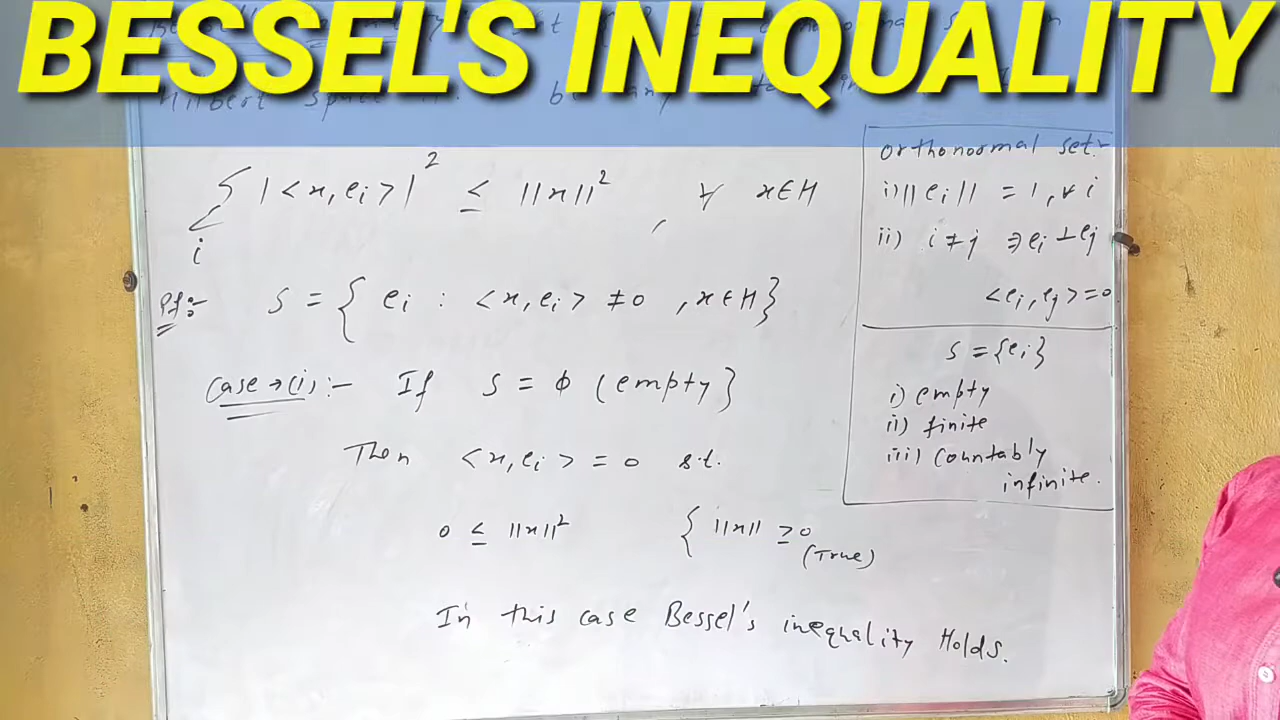 BESSEL'S INEQUALITY
Hilbert space
∑ |<x, ei>|² ≤ ||x||² , ∀ x∈H
i
Pf:- S = { ei : <x, ei> ≠ 0 , x∈H}
Case→(i):- If S = ϕ (empty}
Then <x, ei> = 0 s.t.
0 ≤ ||x||² { ||x|| ≥ 0
(True)
In this case Bessel's inequality Holds.
Orthonormal set:-
i) ||ei|| = 1, ∀ i
ii) i ≠ j ⇒ ei ⊥ ej
<ei, ej> = 0
S = {ei}
i) empty
ii) finite
iii) countably
infinite.